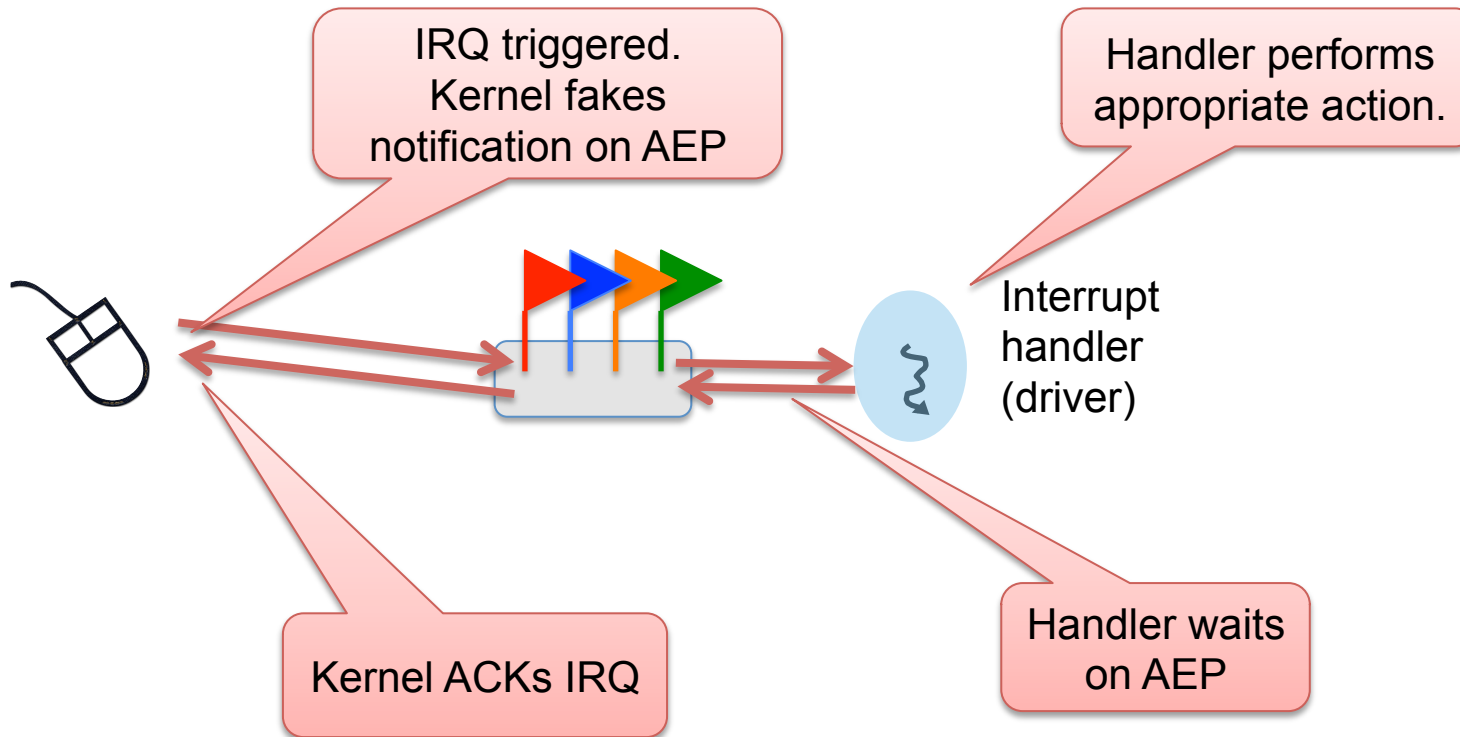 IRQ triggered.
Kernel fakes
notification on AEP
Handler performs
appropriate action.
Interrupt
handler
(driver)
Kernel ACKs IRQ
Handler waits
on AEP